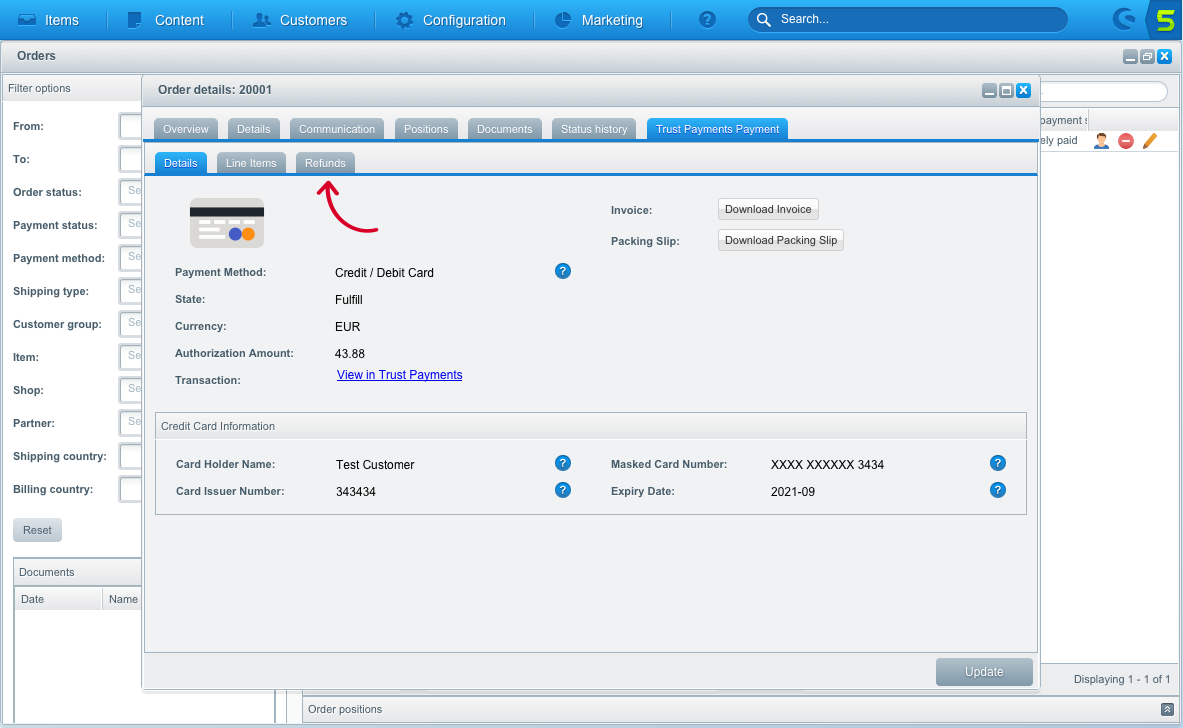 Items
Content
Customers
Configuration
Marketing
?
Search...
5
Orders
Filter options
From:
To:
Order status:
Payment status:
Payment method:
Shipping type:
Customer group:
Item:
Shop:
Partner:
Shipping country:
Billing country:
Reset
Documents
Date Name
Order details: 20001
Overview
Details
Communication
Positions
Documents
Status history
Trust Payments Payment
Details
Line Items
Refunds
Invoice: Download Invoice
Packing Slip: Download Packing Slip
Payment Method: Credit / Debit Card ?
State: Fulfill
Currency: EUR
Authorization Amount: 43.88
Transaction: View in Trust Payments
Credit Card Information
Card Holder Name: Test Customer ?
Masked Card Number: XXXX XXXXXX 3434 ?
Card Issuer Number: 343434 ?
Expiry Date: 2021-09 ?
Update
payment s
ely paid
Displaying 1 - 1 of 1
Order positions